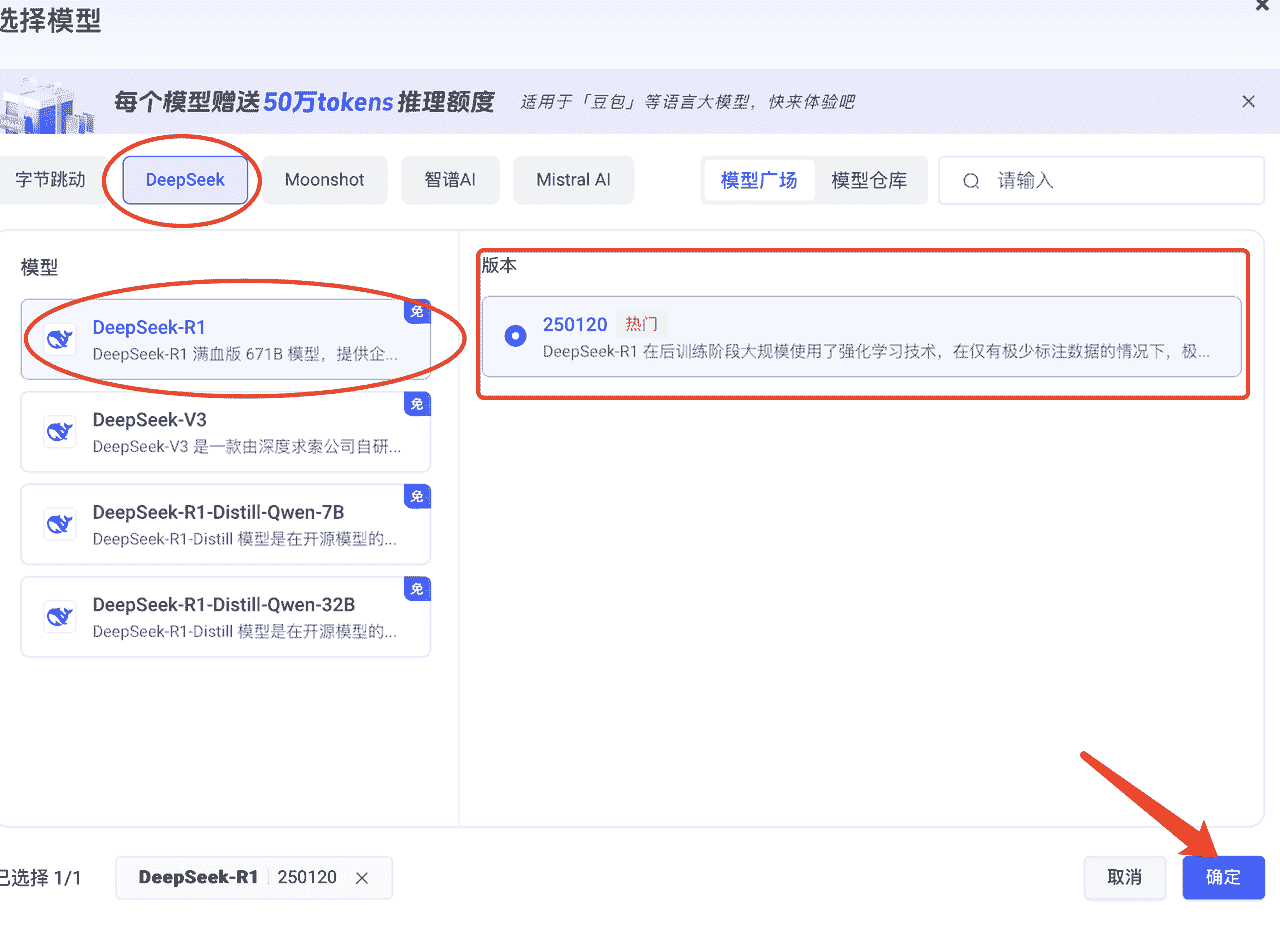 选择模型
每个模型赠送50万tokens推理额度 适用于「豆包」等语言大模型，快来体验吧
字节跳动 DeepSeek Moonshot 智谱AI Mistral AI 模型广场 模型仓库 请输入
模型
免
DeepSeek-R1
DeepSeek-R1 满血版 671B 模型，提供企...
免
DeepSeek-V3
DeepSeek-V3 是一款由深度求索公司自研...
免
DeepSeek-R1-Distill-Qwen-7B
DeepSeek-R1-Distill 模型是在开源模型的...
免
DeepSeek-R1-Distill-Qwen-32B
DeepSeek-R1-Distill 模型是在开源模型的...
版本
250120 热门
DeepSeek-R1 在后训练阶段大规模使用了强化学习技术，在仅有极少标注数据的情况下，极...
已选择 1/1 DeepSeek-R1 250120 取消 确定